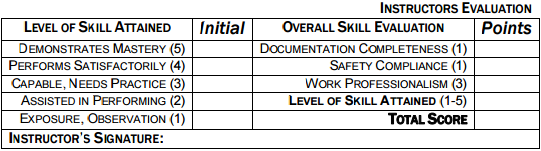 INSTRUCTORS EVALUATION
LEVEL OF SKILL ATTAINED Initial OVERALL SKILL EVALUATION Points
DEMONSTRATES MASTERY (5) DOCUMENTATION COMPLETENESS (1)
PERFORMS SATISFACTORILY (4) SAFETY COMPLIANCE (1)
CAPABLE, NEEDS PRACTICE (3) WORK PROFESSIONALISM (3)
ASSISTED IN PERFORMING (2) LEVEL OF SKILL ATTAINED (1-5)
EXPOSURE, OBSERVATION (1) TOTAL SCORE
INSTRUCTOR'S SIGNATURE: